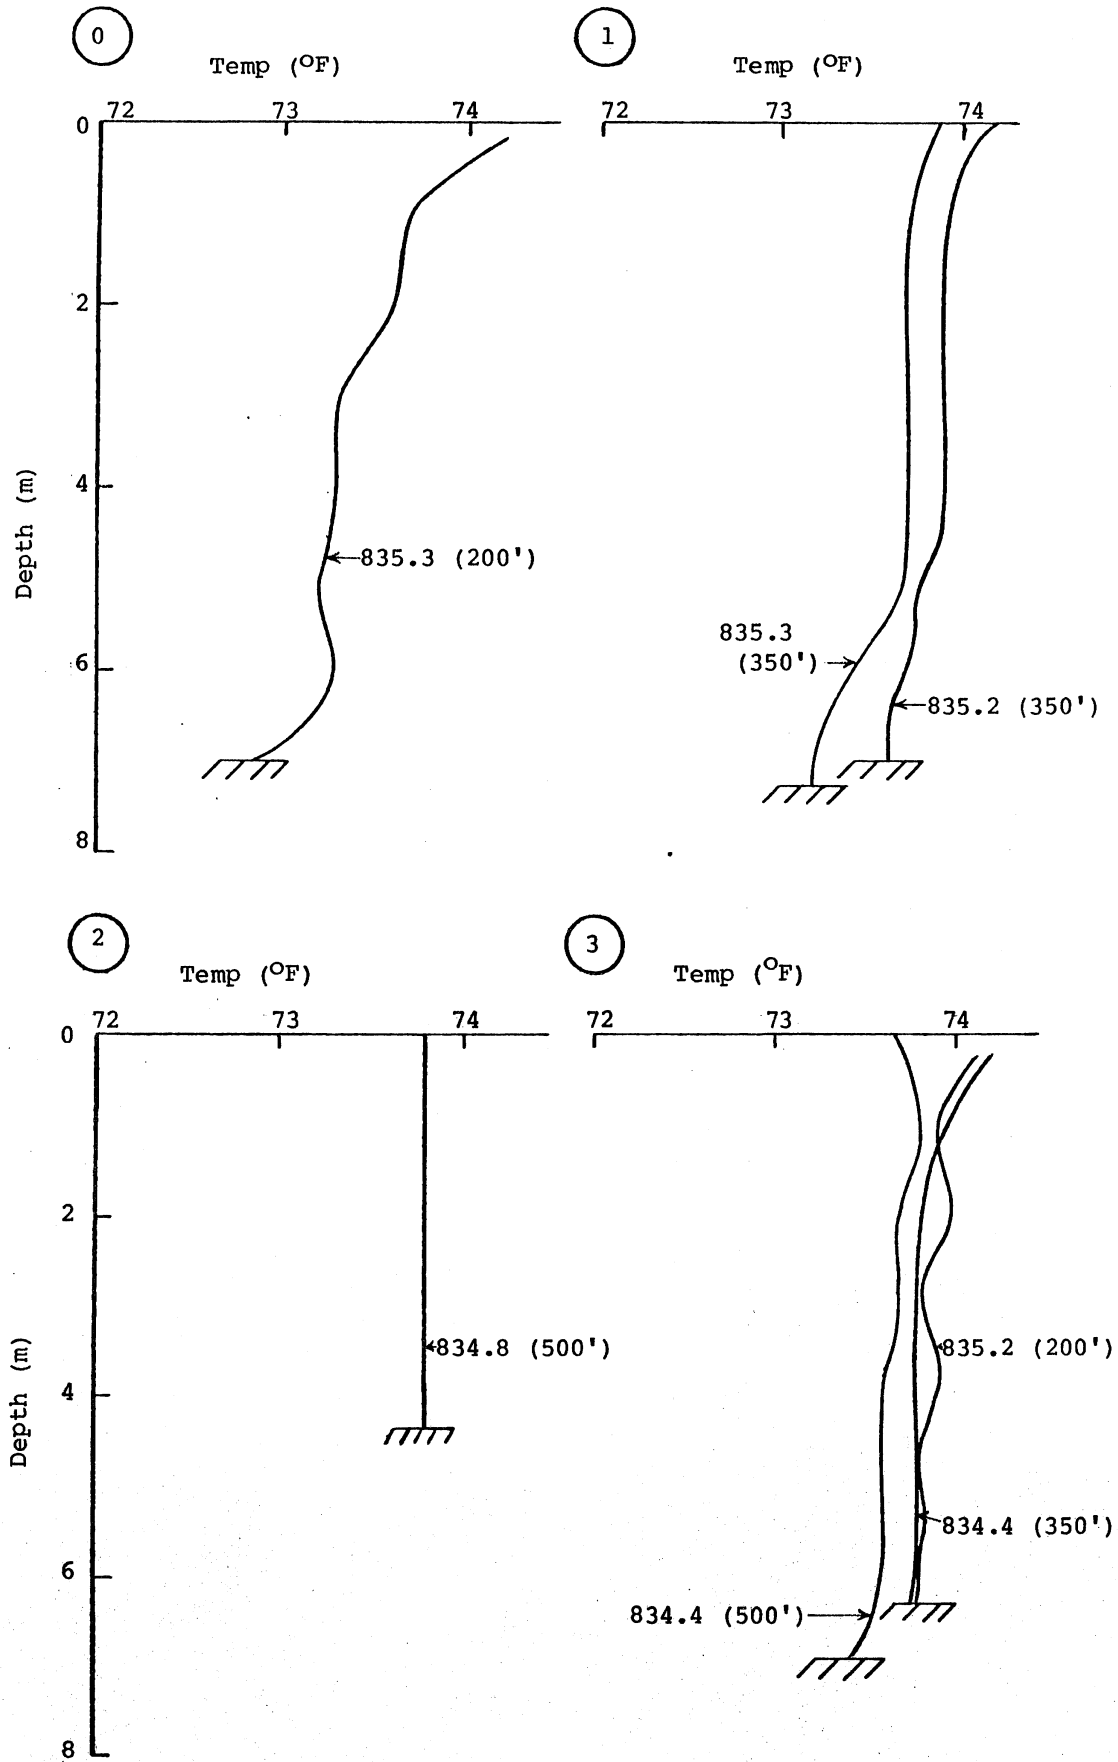 0
Temp (°F)
72 73 74
0
2
4
6
8
Depth (m)
835.3 (200')
1
Temp (°F)
72 73 74
835.3
(350')
835.2 (350')
2
Temp (°F)
72 73 74
0
2
4
6
8
Depth (m)
834.8 (500')
3
Temp (°F)
72 73 74
835.2 (200')
834.4 (350')
834.4 (500')